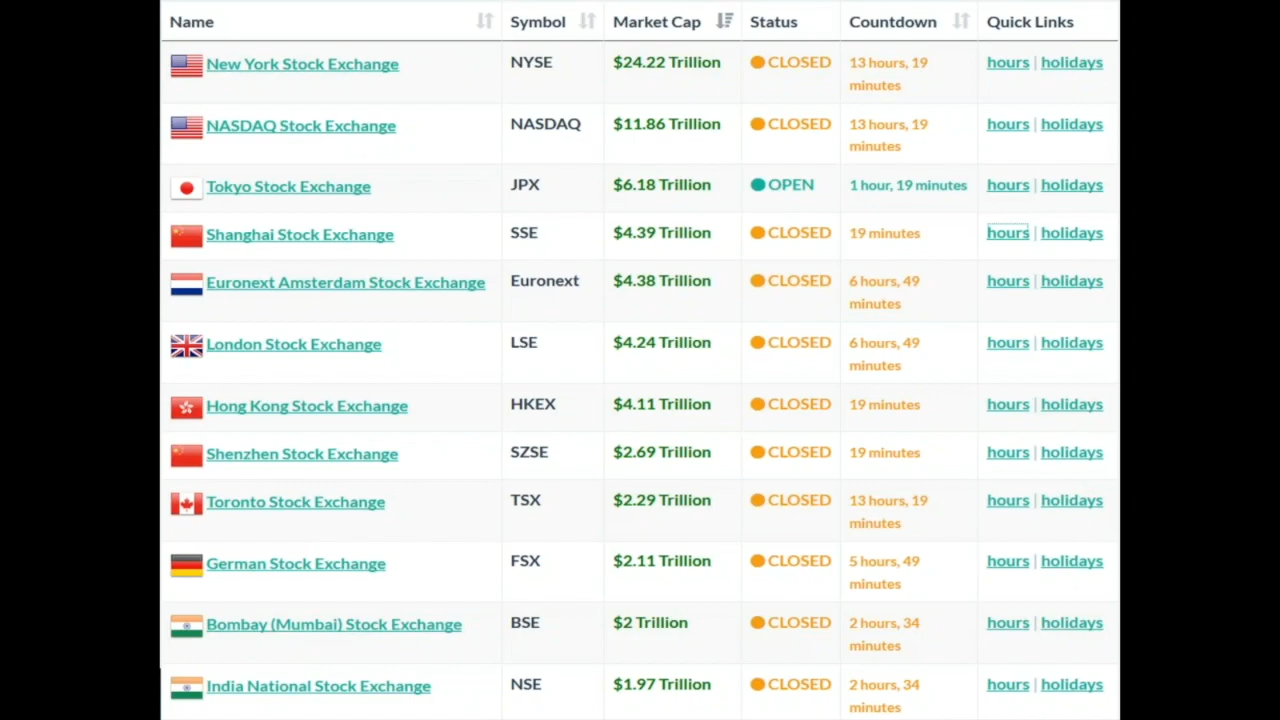 Name Symbol Market Cap Status Countdown Quick Links
New York Stock Exchange NYSE $24.22 Trillion CLOSED 13 hours, 19 hours | holidays
minutes
NASDAQ Stock Exchange NASDAQ $11.86 Trillion CLOSED 13 hours, 19 hours | holidays
minutes
Tokyo Stock Exchange JPX $6.18 Trillion OPEN 1 hour, 19 minutes hours | holidays
Shanghai Stock Exchange SSE $4.39 Trillion CLOSED 19 minutes hours | holidays
Euronext Amsterdam Stock Exchange Euronext $4.38 Trillion CLOSED 6 hours, 49 hours | holidays
minutes
London Stock Exchange LSE $4.24 Trillion CLOSED 6 hours, 49 hours | holidays
minutes
Hong Kong Stock Exchange HKEX $4.11 Trillion CLOSED 19 minutes hours | holidays
Shenzhen Stock Exchange SZSE $2.69 Trillion CLOSED 19 minutes hours | holidays
Toronto Stock Exchange TSX $2.29 Trillion CLOSED 13 hours, 19 hours | holidays
minutes
German Stock Exchange FSX $2.11 Trillion CLOSED 5 hours, 49 hours | holidays
minutes
Bombay (Mumbai) Stock Exchange BSE $2 Trillion CLOSED 2 hours, 34 hours | holidays
minutes
India National Stock Exchange NSE $1.97 Trillion CLOSED 2 hours, 34 hours | holidays
minutes